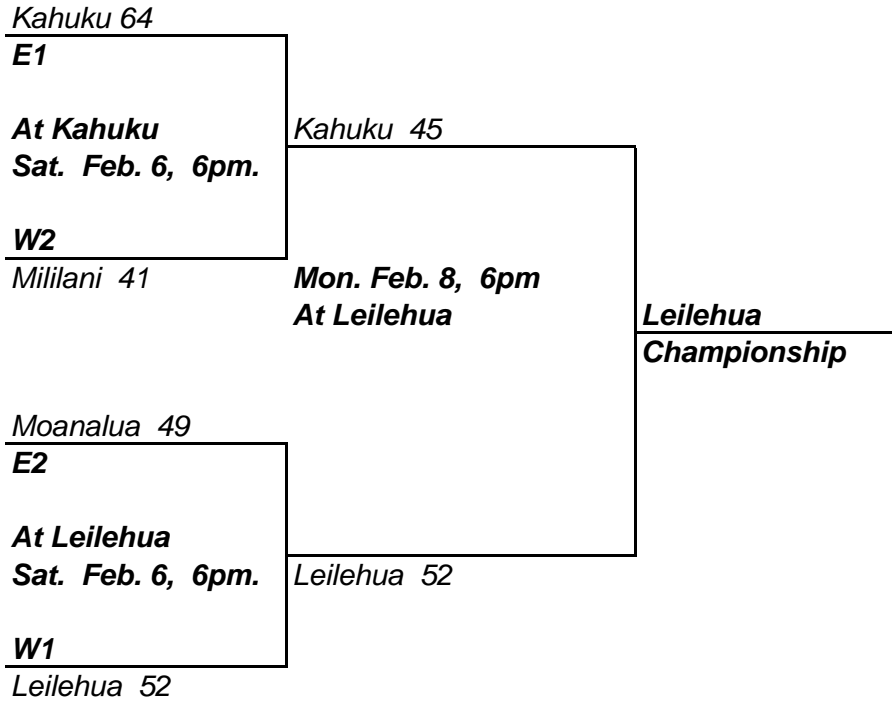 Kahuku 64
E1
At Kahuku
Sat. Feb. 6, 6pm.
W2
Mililani 41
Kahuku 45
Mon. Feb. 8, 6pm
At Leilehua
Leilehua
Championship
Moanalua 49
E2
At Leilehua
Sat. Feb. 6, 6pm.
W1
Leilehua 52
Leilehua 52